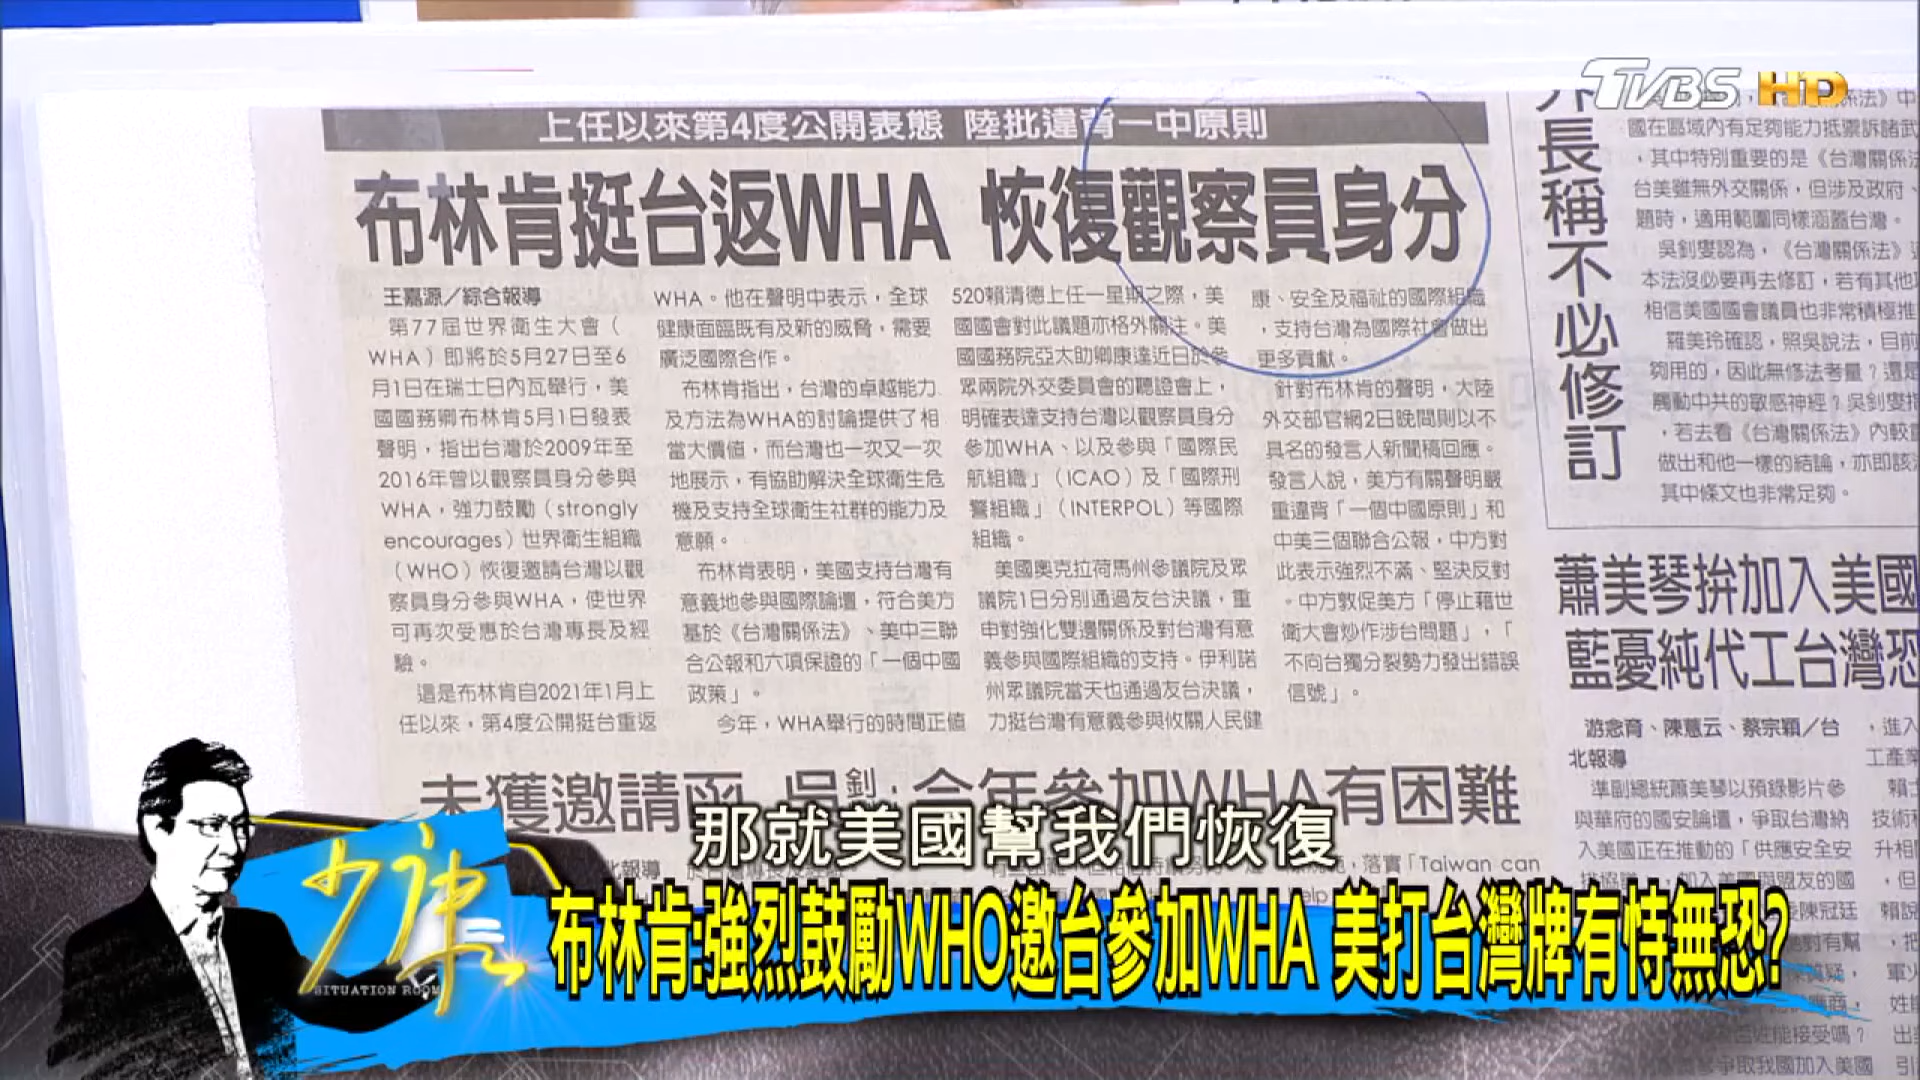 TVBS HD
上任以來第4度公開表態 陸批違背一中原則
布林肯挺台返WHA 恢復觀察員身分
王嘉源／綜合報導
第77屆世界衛生大會（
WHA）即將於5月27日至6
月1日在瑞士日內瓦舉行，美
國國務卿布林肯5月1日發表
聲明，指出台灣於2009年至
2016年曾以觀察員身分參與
WHA，強力鼓勵（strongly
encourages）世界衛生組織
（WHO）恢復邀請台灣以觀
察員身分參與WHA，使世界
可再次受惠於台灣專長及經
驗。
這是布林肯自2021年1月上
任以來，第4度公開挺台重返
WHA。他在聲明中表示，全球
健康面臨既有及新的威脅，需要
廣泛國際合作。
布林肯指出，台灣的卓越能力
及方法為WHA的討論提供了相
當大價值，而台灣也一次又一次
地展示，有協助解決全球衛生危
機及支持全球衛生社群的能力及
意願。
布林肯表明，美國支持台灣有
意義地參與國際論壇，符合美方
基於《台灣關係法》、美中三聯
合公報和六項保證的「一個中國
政策」。
今年，WHA舉行的時間正值
520賴清德上任一星期之際，美
國國會對此議題亦格外關注。美
國國務院亞太助卿康達近日於參
眾兩院外交委員會的聽證會上，
明確表達支持台灣以觀察員身分
參加WHA、以及參與「國際民
航組織」（ICAO）及「國際刑
警組織」（INTERPOL）等國際
組織。
美國奧克拉荷馬州參議院及眾
議院1日分別通過友台決議，重
申對強化雙邊關係及對台灣有意
義參與國際組織的支持。伊利諾
州眾議院當天也通過友台決議，
力挺台灣有意義參與攸關人民健
康、安全及福祉的國際組織
，支持台灣為國際社會做出
更多貢獻。
針對布林肯的聲明，大陸
外交部官網2日晚間則以不
具名的發言人新聞稿回應。
發言人說，美方有關聲明嚴
重違背「一個中國原則」和
中美三個聯合公報，中方對
此表示強烈不滿、堅決反對
。中方敦促美方「停止藉世
衛大會炒作涉台問題」，「
不向台獨分裂勢力發出錯誤
信號」。
外長稱不必修訂
係法》中
國在區域內有足夠能力抵禦訴諸武
，其中特別重要的是《台灣關係法
台美雖無外交關係，但涉及政府、
題時，適用範圍同樣涵蓋台灣。
吳釗燮認為，《台灣關係法》
本法沒必要再去修訂，若有其他
相信美國國會議員也非常積極推
羅美玲確認，照吳說法，目前
夠用的，因此無修法考量？還是
觸動中共的敏感神經？吳釗燮指
，若去看《台灣關係法》內較
做出和他一樣的結論，亦即該
其中條文也非常足夠。
蕭美琴拚加入美國
藍憂純代工台灣恐
游念育、陳慧云、蔡宗穎／台
北報導
準副總統蕭美琴以預錄影片參
與華府的國安論壇，爭取台灣納
入美國正在推動的「供應安全安
未獲邀請函 吳釗 今年參加WHA有困難
落實「Taiwan can
help
那就美國幫我們恢復
少康
SITUATION ROOM
布林肯:強烈鼓勵WHO邀台參加WHA 美打台灣牌有恃無恐?